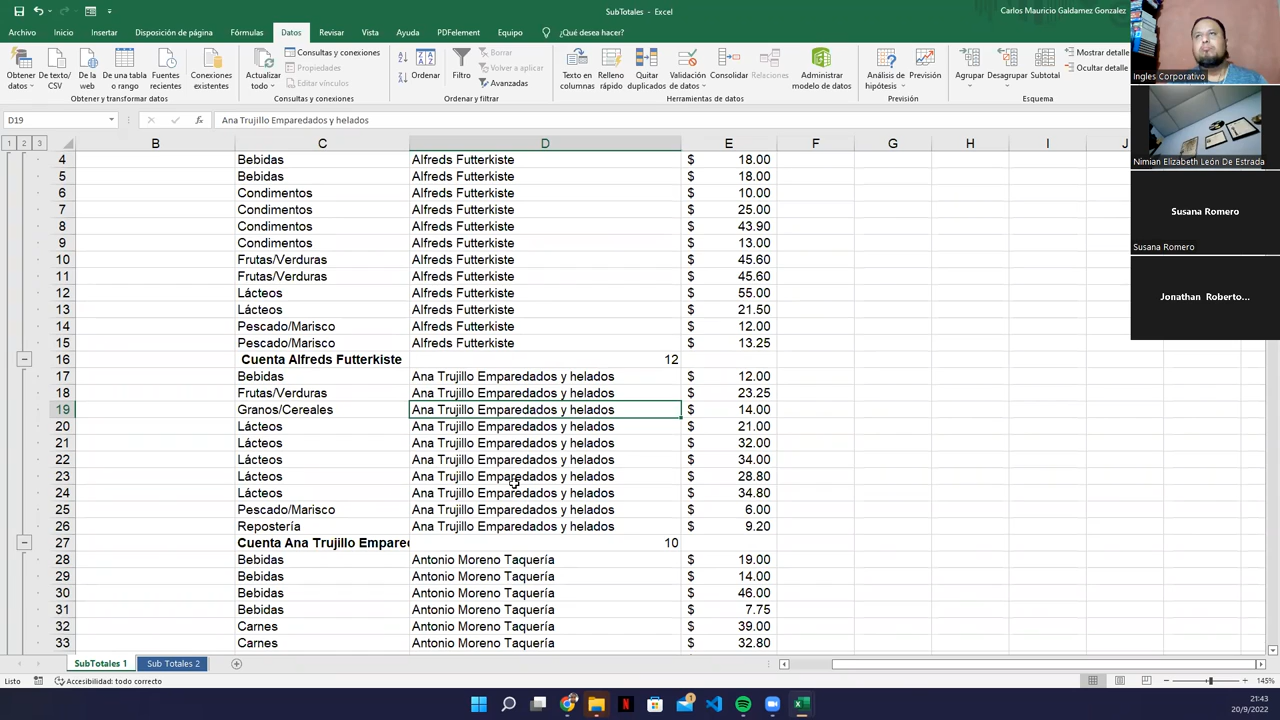 SubTotales - Excel
Carlos Mauricio Galdamez Gonzalez
Archivo Inicio Insertar Disposición de página Fórmulas Datos Revisar Vista Ayuda PDFelement Equipo ¿Qué desea hacer?
Obtener datos
De texto/CSV
De la web
De una tabla o rango
Fuentes recientes
Conexiones existentes
Obtener y transformar datos
Actualizar todo
Consultas y conexiones
Propiedades
Editar vínculos
Consultas y conexiones
Ordenar
Filtro
Borrar
Volver a aplicar
Avanzadas
Ordenar y filtrar
Texto en columnas
Relleno rápido
Quitar duplicados
Validación de datos
Consolidar
Relaciones
Administrar modelo de datos
Herramientas de datos
Análisis de hipótesis
Previsión
Previsión
Agrupar
Desagrupar
Subtotal
Mostrar detalle
Ocultar detalle
Esquema
D19 fx Ana Trujillo Emparedados y helados
1 2 3 B C D E F G H I J
4 Bebidas Alfreds Futterkiste $ 18.00
5 Bebidas Alfreds Futterkiste $ 18.00
6 Condimentos Alfreds Futterkiste $ 10.00
7 Condimentos Alfreds Futterkiste $ 25.00
8 Condimentos Alfreds Futterkiste $ 43.90
9 Condimentos Alfreds Futterkiste $ 13.00
10 Frutas/Verduras Alfreds Futterkiste $ 45.60
11 Frutas/Verduras Alfreds Futterkiste $ 45.60
12 Lácteos Alfreds Futterkiste $ 55.00
13 Lácteos Alfreds Futterkiste $ 21.50
14 Pescado/Marisco Alfreds Futterkiste $ 12.00
15 Pescado/Marisco Alfreds Futterkiste $ 13.25
16 Cuenta Alfreds Futterkiste 12
17 Bebidas Ana Trujillo Emparedados y helados $ 12.00
18 Frutas/Verduras Ana Trujillo Emparedados y helados $ 23.25
19 Granos/Cereales Ana Trujillo Emparedados y helados $ 14.00
20 Lácteos Ana Trujillo Emparedados y helados $ 21.00
21 Lácteos Ana Trujillo Emparedados y helados $ 32.00
22 Lácteos Ana Trujillo Emparedados y helados $ 34.00
23 Lácteos Ana Trujillo Emparedados y helados $ 28.80
24 Lácteos Ana Trujillo Emparedados y helados $ 34.80
25 Pescado/Marisco Ana Trujillo Emparedados y helados $ 6.00
26 Repostería Ana Trujillo Emparedados y helados $ 9.20
27 Cuenta Ana Trujillo Empared 10
28 Bebidas Antonio Moreno Taquería $ 19.00
29 Bebidas Antonio Moreno Taquería $ 14.00
30 Bebidas Antonio Moreno Taquería $ 46.00
31 Bebidas Antonio Moreno Taquería $ 7.75
32 Carnes Antonio Moreno Taquería $ 39.00
33 Carnes Antonio Moreno Taquería $ 32.80
SubTotales 1 Sub Totales 2
Listo Accesibilidad: todo correcto 145%
21:43
20/9/2022
Ingles Corporativo
Nimian Elizabeth León De Estrada
Susana Romero
Susana Romero
Jonathan Roberto...